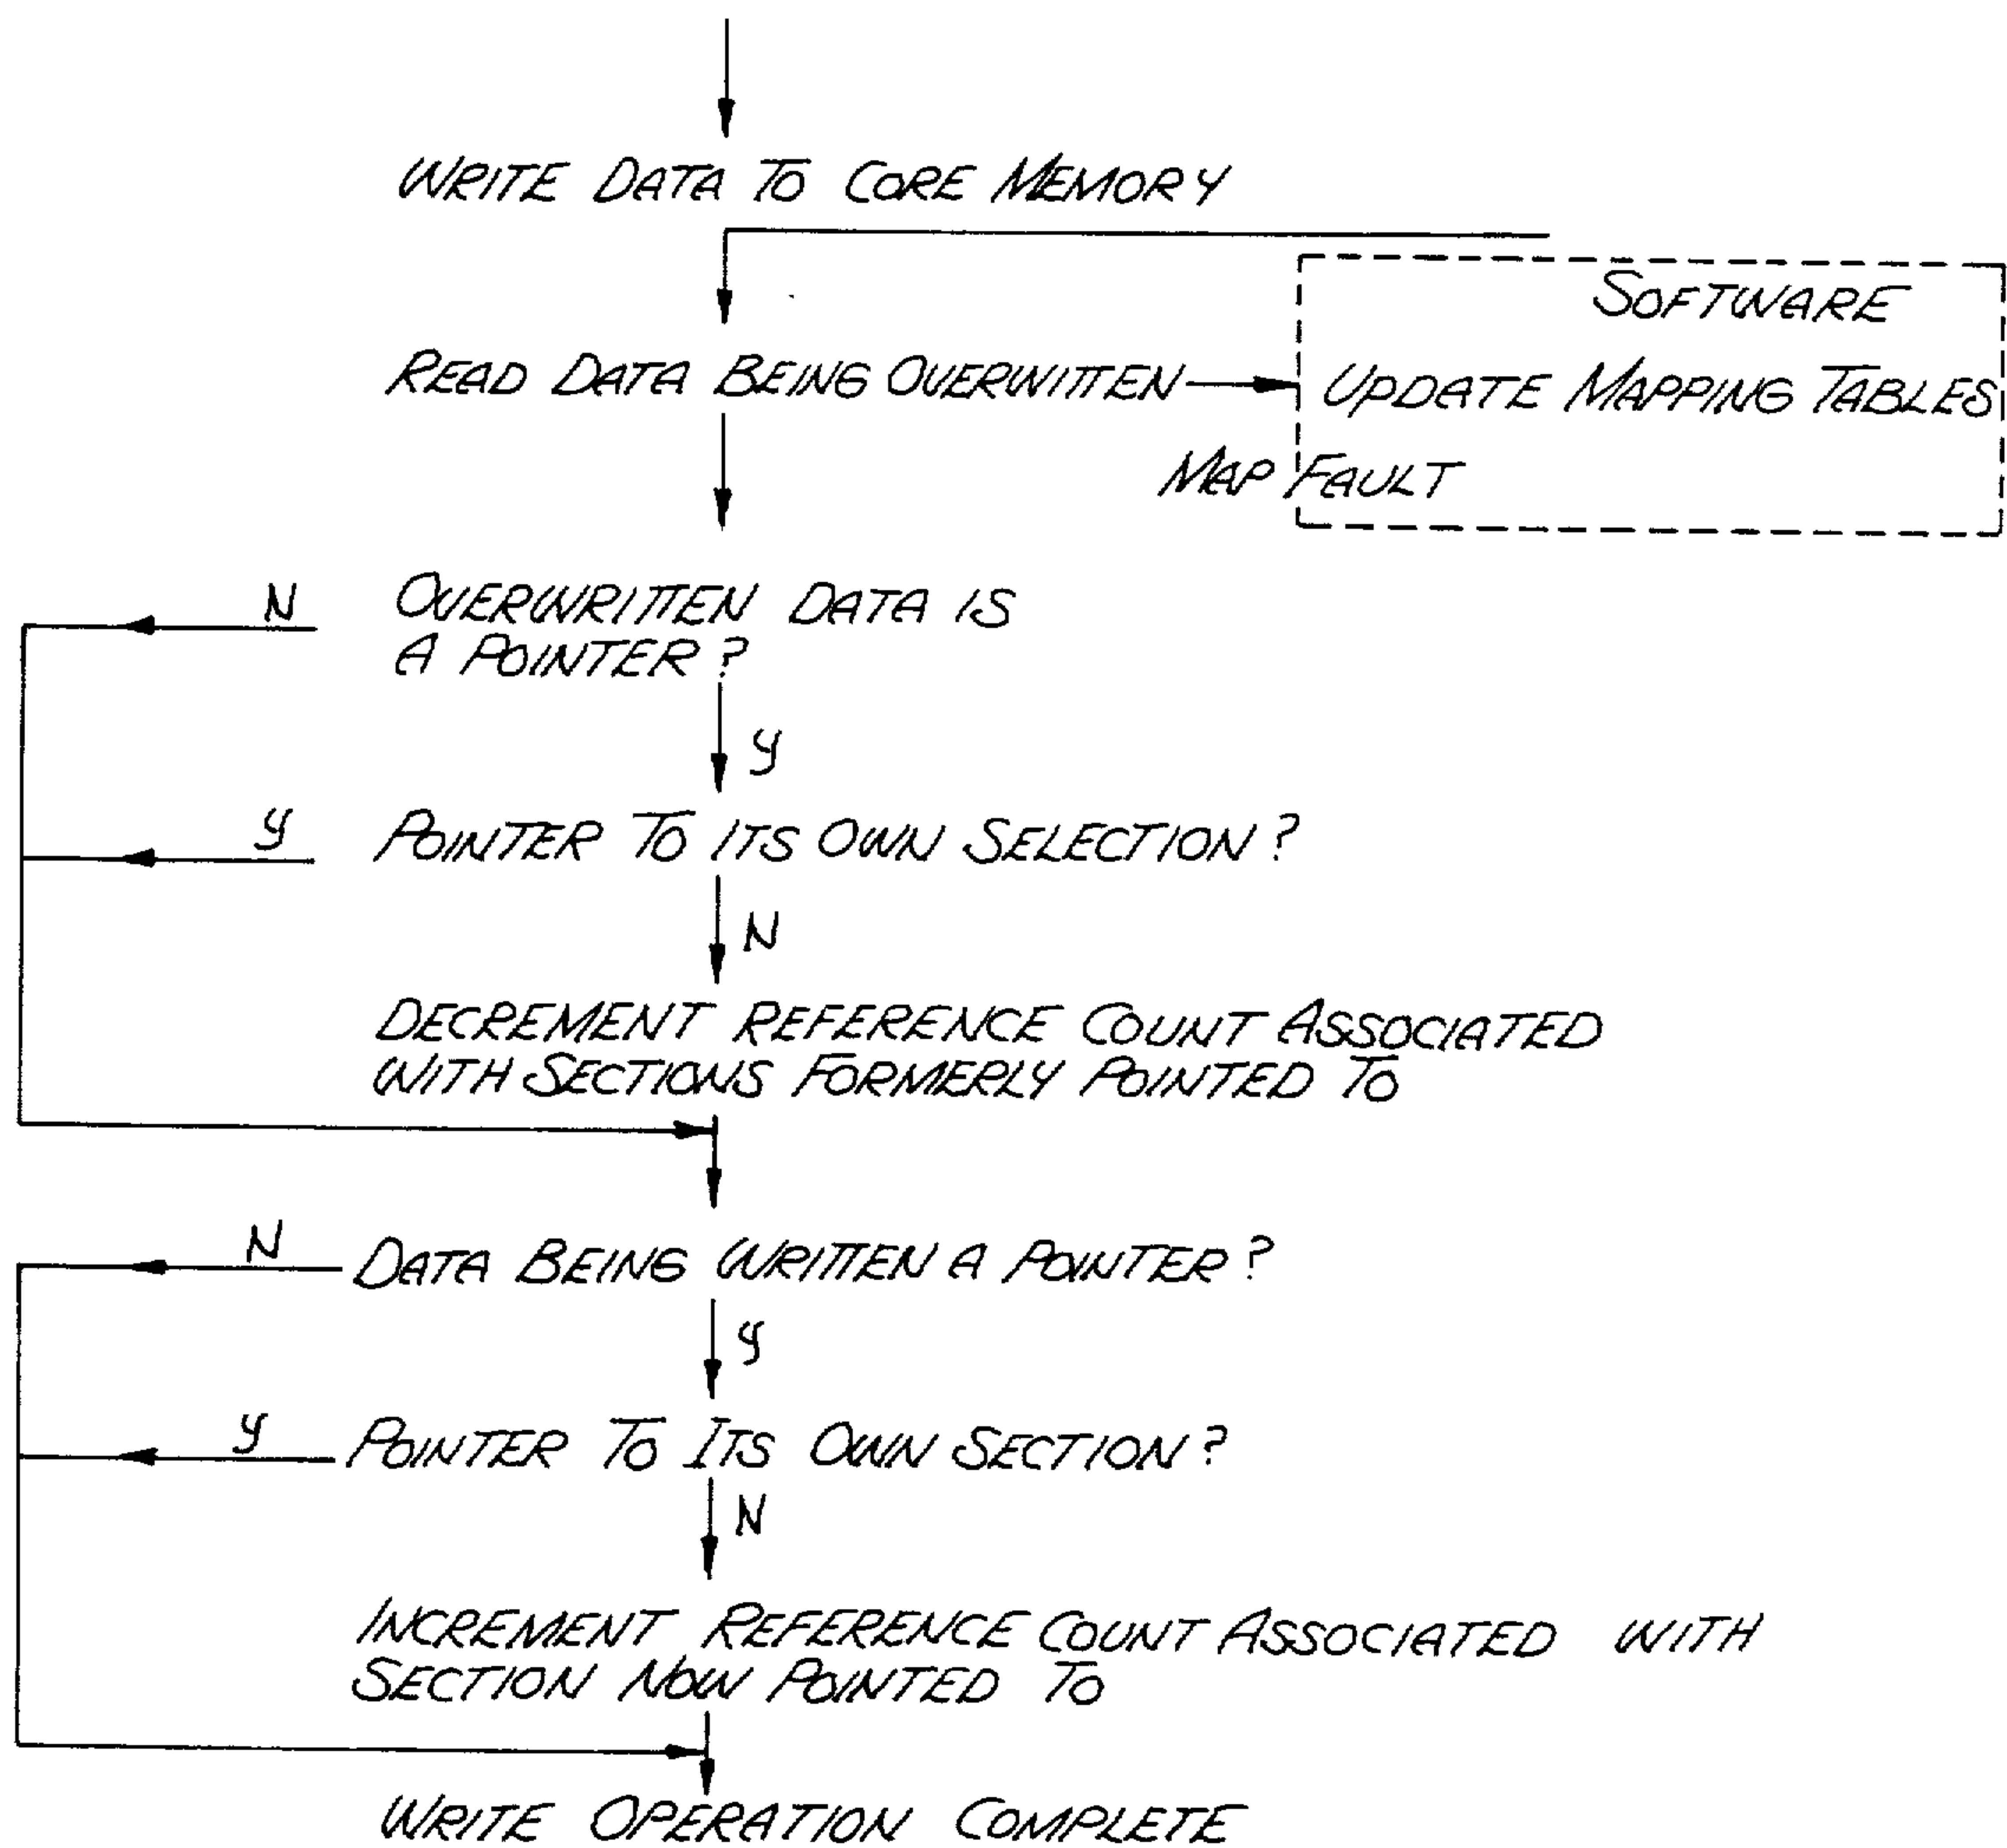 WRITE DATA TO CORE MEMORY
SOFTWARE
READ DATA BEING OVERWITTEN
UPDATE MAPPING TABLES
MAP FAULT
N
OVERWRITTEN DATA IS
A POINTER?
Y
Y
POINTER TO ITS OWN SELECTION?
N
DECREMENT REFERENCE COUNT ASSOCIATED
WITH SECTIONS FORMERLY POINTED TO
N
DATA BEING WRITTEN A POINTER?
Y
Y
POINTER TO ITS OWN SECTION?
N
INCREMENT REFERENCE COUNT ASSOCIATED WITH
SECTION NOW POINTED TO
WRITE OPERATION COMPLETE